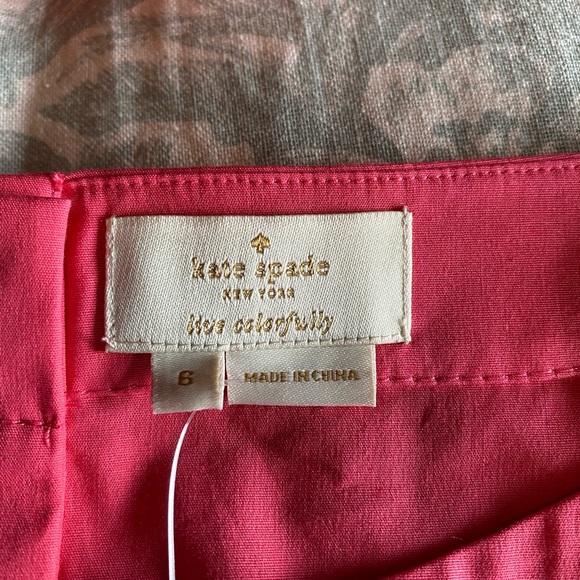 kate spade
NEW YORK
live colorfully
6
MADE IN CHINA